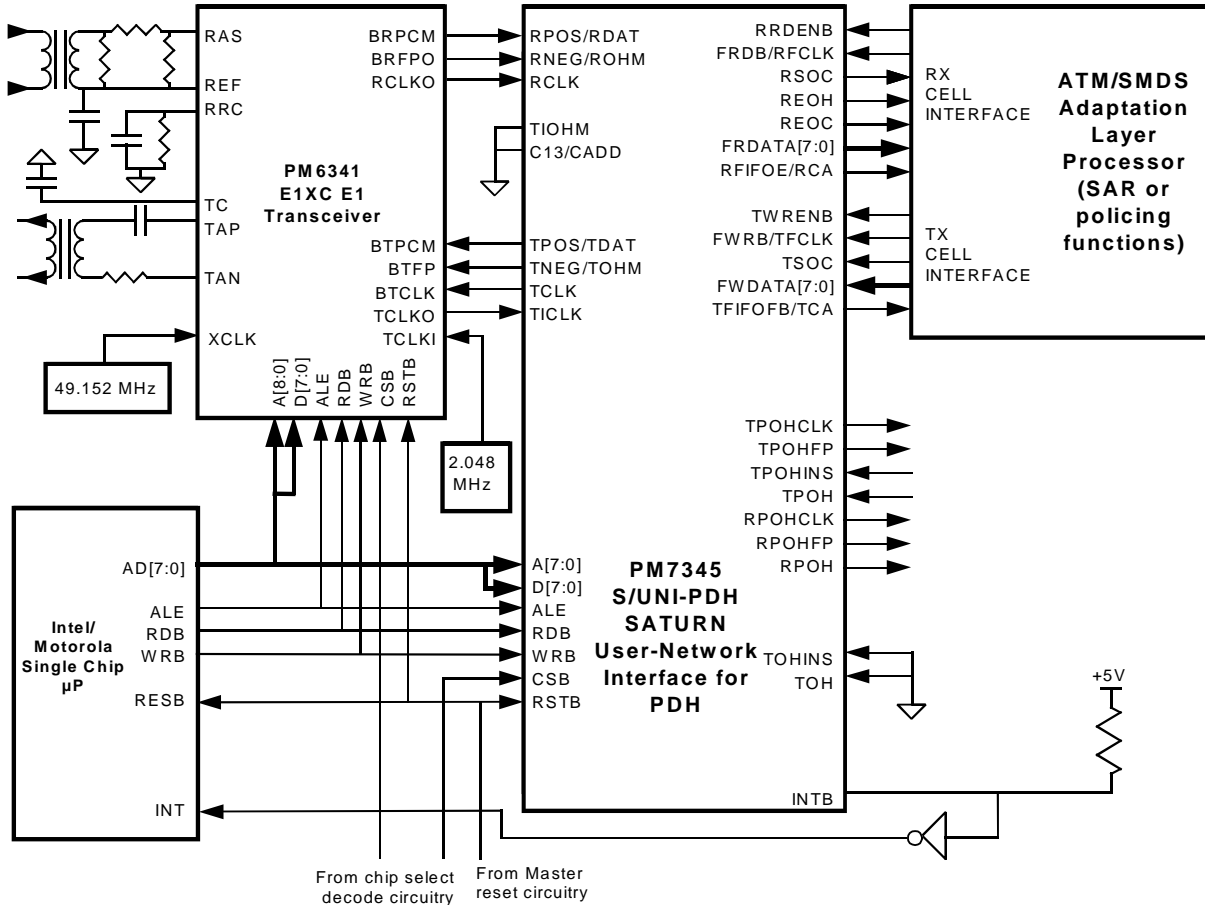 RAS
REF
RRC
TC
TAP
TAN
XCLK
BRPCM
BRFPO
RCLKO
PM6341
E1XC E1
Transceiver
BTPCM
BTFP
BTCLK
TCLKO
TCLKI
A[8:0]
D[7:0]
ALE
RDB
WRB
CSB
RSTB
49.152 MHz
2.048
MHz
RPOS/RDAT
RNEG/ROHM
RCLK
TIOHM
C13/CADD
TPOS/TDAT
TNEG/TOHM
TCLK
TICLK
A[7:0]
D[7:0]
ALE
RDB
WRB
CSB
RSTB
PM7345
S/UNI-PDH
SATURN
User-Network
Interface for
PDH
RRDENB
FRDB/RFCLK
RSOC
REOH
REOC
FRDATA[7:0]
RFIFOE/RCA
TWRENB
FWRB/TFCLK
TSOC
FWDATA[7:0]
TFIFOFB/TCA
TPOHCLK
TPOHFP
TPOHINS
TPOH
RPOHCLK
RPOHFP
RPOH
TOHINS
TOH
INTB
RX
CELL
INTERFACE
TX
CELL
INTERFACE
ATM/SMDS
Adaptation
Layer
Processor
(SAR or
policing
functions)
+5V
Intel/
Motorola
Single Chip
µP
AD[7:0]
ALE
RDB
WRB
RESB
INT
From chip select
decode circuitry
From Master
reset circuitry